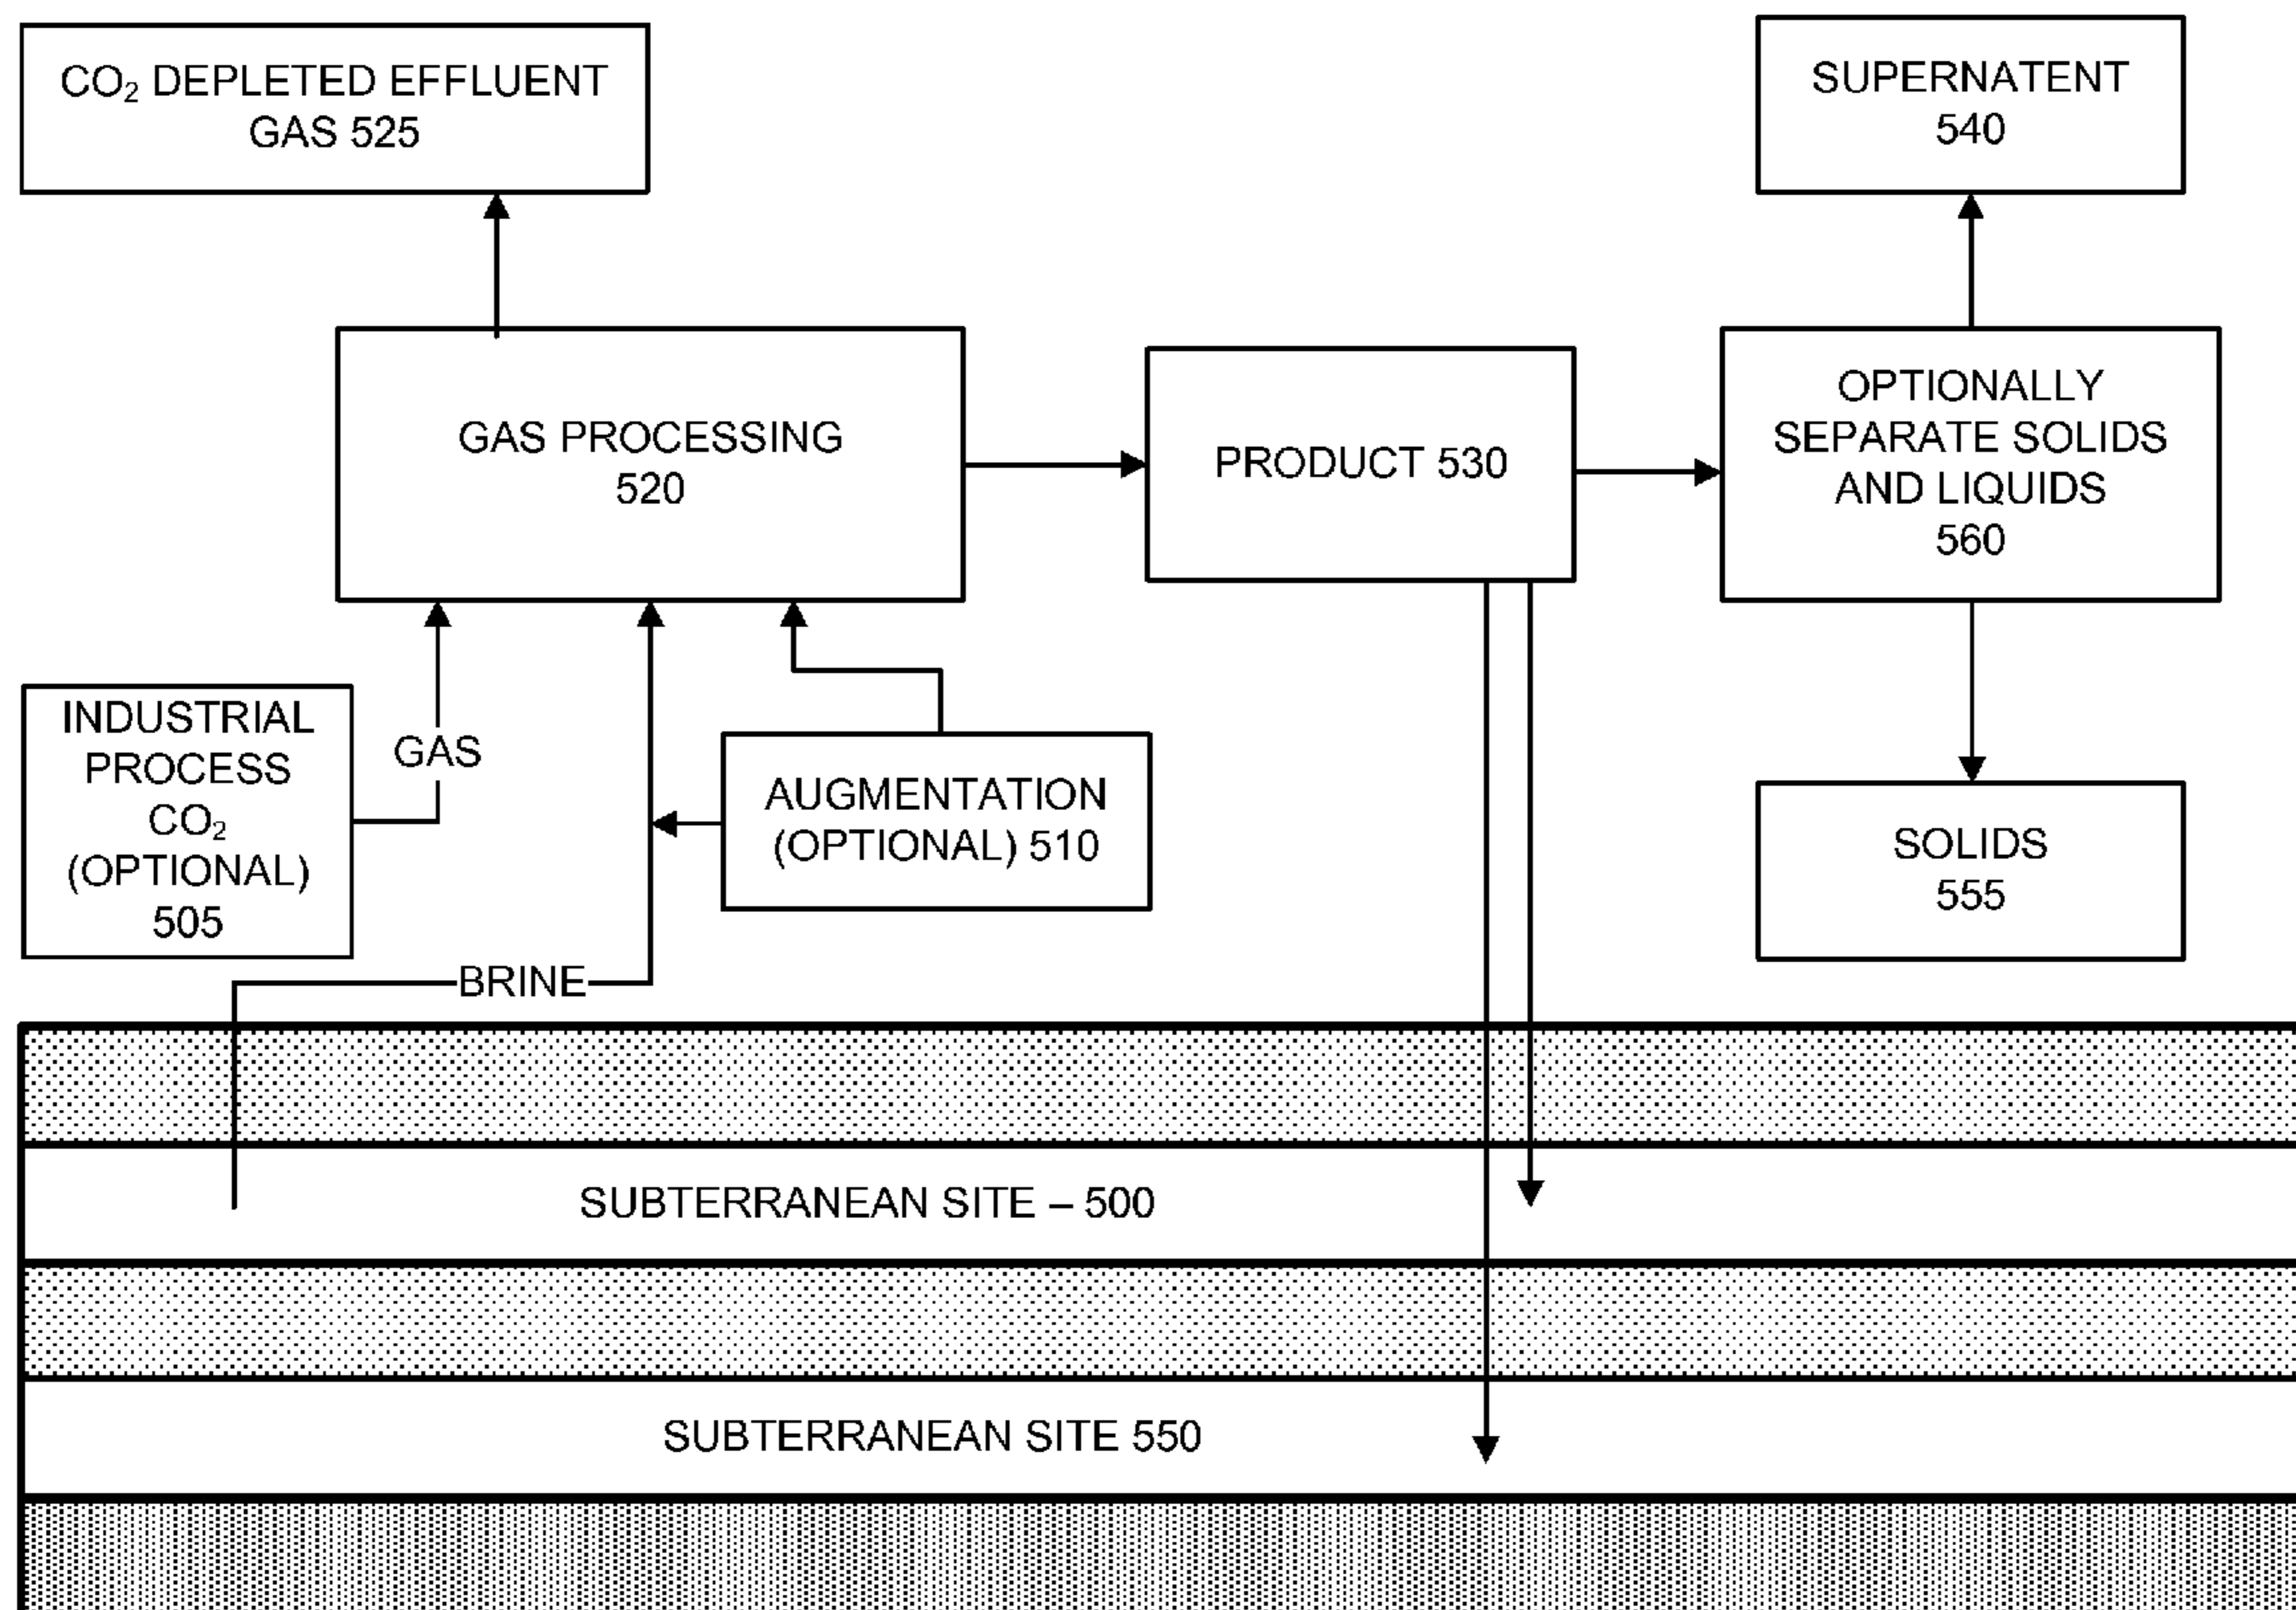 CO₂ DEPLETED EFFLUENT
GAS 525
SUPERNATENT
540
GAS PROCESSING
520
PRODUCT 530
OPTIONALLY
SEPARATE SOLIDS
AND LIQUIDS
560
INDUSTRIAL
PROCESS
CO₂
(OPTIONAL)
505
GAS
AUGMENTATION
(OPTIONAL) 510
SOLIDS
555
BRINE
SUBTERRANEAN SITE – 500
SUBTERRANEAN SITE 550